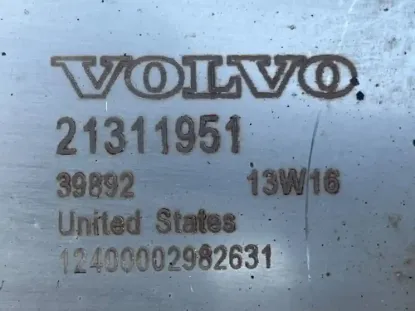 VOLVO
21311951
39892 13W16
United States
12400002982631